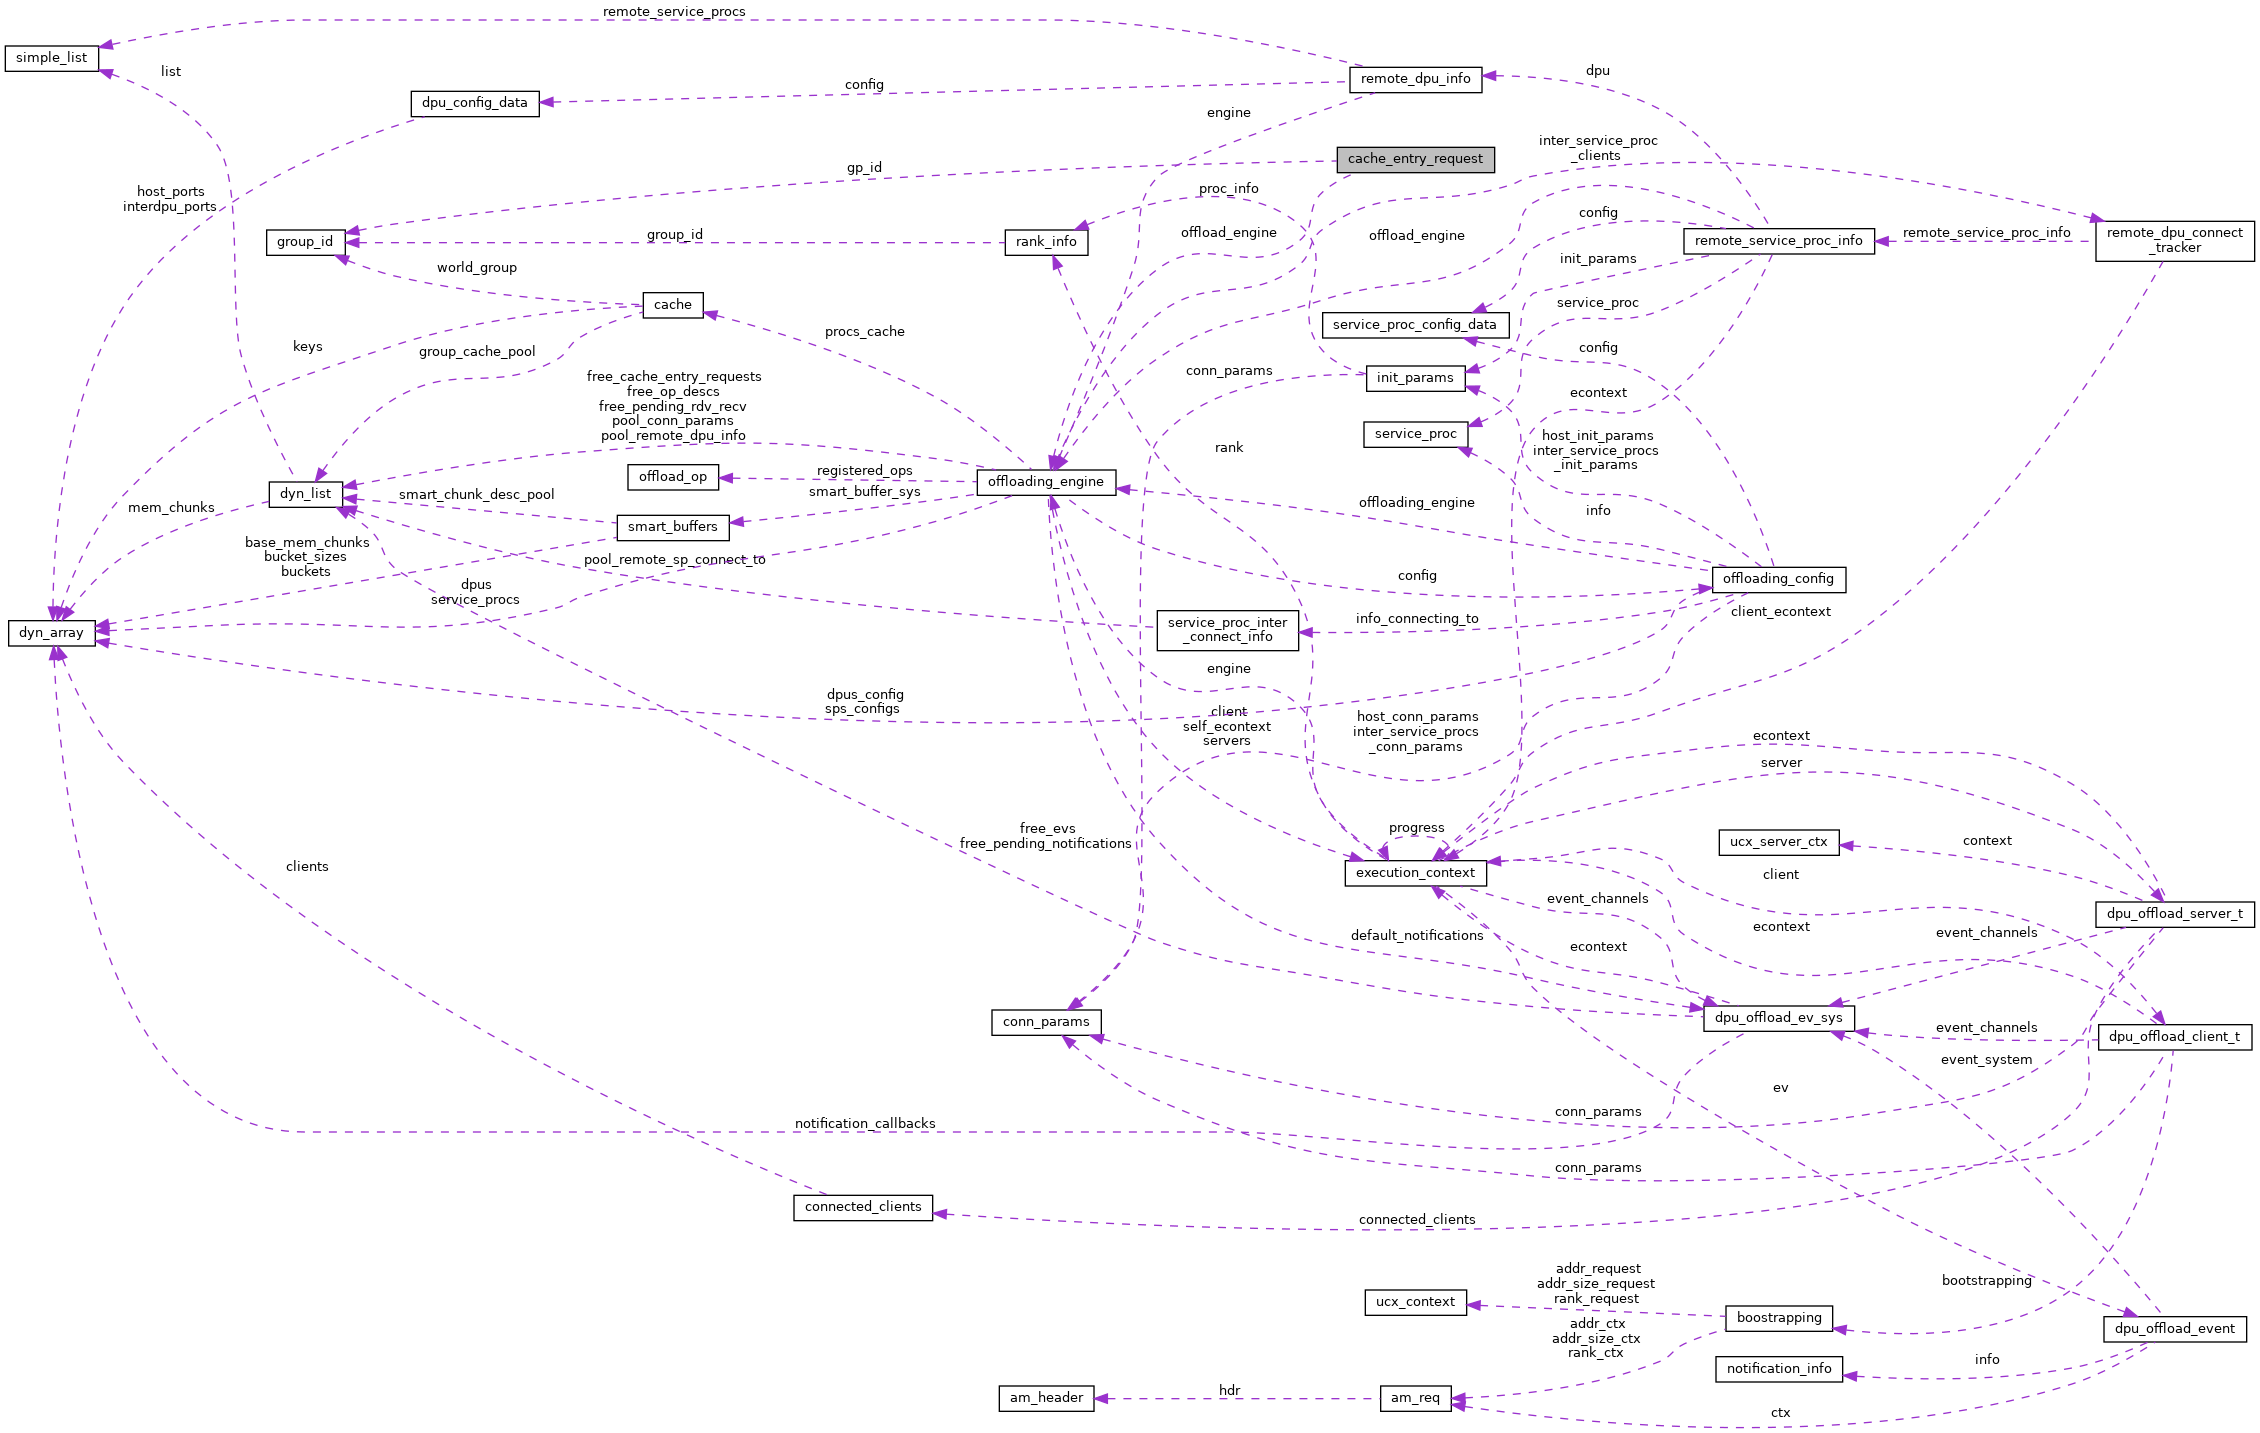 remote_service_procs
simple_list
list
remote_dpu_info
dpu
config
dpu_config_data
engine
inter_service_proc
_clients
cache_entry_request
gp_id
proc_info
host_ports
interdpu_ports
config
group_id
group_id
rank_info
offload_engine
offload_engine
remote_service_proc_info
remote_service_proc_info
remote_dpu_connect
_tracker
world_group
init_params
cache
service_proc
procs_cache
service_proc_config_data
keys
group_cache_pool
config
free_cache_entry_requests
free_op_descs
free_pending_rdv_recv
pool_conn_params
pool_remote_dpu_info
conn_params
init_params
econtext
rank
service_proc
host_init_params
inter_service_procs
_init_params
offload_op
registered_ops
offloading_engine
dyn_list
smart_chunk_desc_pool
smart_buffer_sys
mem_chunks
smart_buffers
offloading_engine
info
base_mem_chunks
bucket_sizes
buckets
pool_remote_sp_connect_to
dpus
service_procs
config
offloading_config
client_econtext
dyn_array
service_proc_inter
_connect_info
info_connecting_to
engine
dpus_config
sps_configs
client
self_econtext
servers
host_conn_params
inter_service_procs
_conn_params
econtext
server
free_evs
free_pending_notifications
progress
ucx_server_ctx
context
clients
execution_context
client
event_channels
dpu_offload_server_t
econtext
event_channels
default_notifications
econtext
conn_params
dpu_offload_ev_sys
event_channels
dpu_offload_client_t
event_system
ev
notification_callbacks
conn_params
conn_params
connected_clients
connected_clients
addr_request
addr_size_request
rank_request
bootstrapping
ucx_context
boostrapping
addr_ctx
addr_size_ctx
rank_ctx
dpu_offload_event
notification_info
info
am_header
hdr
am_req
ctx